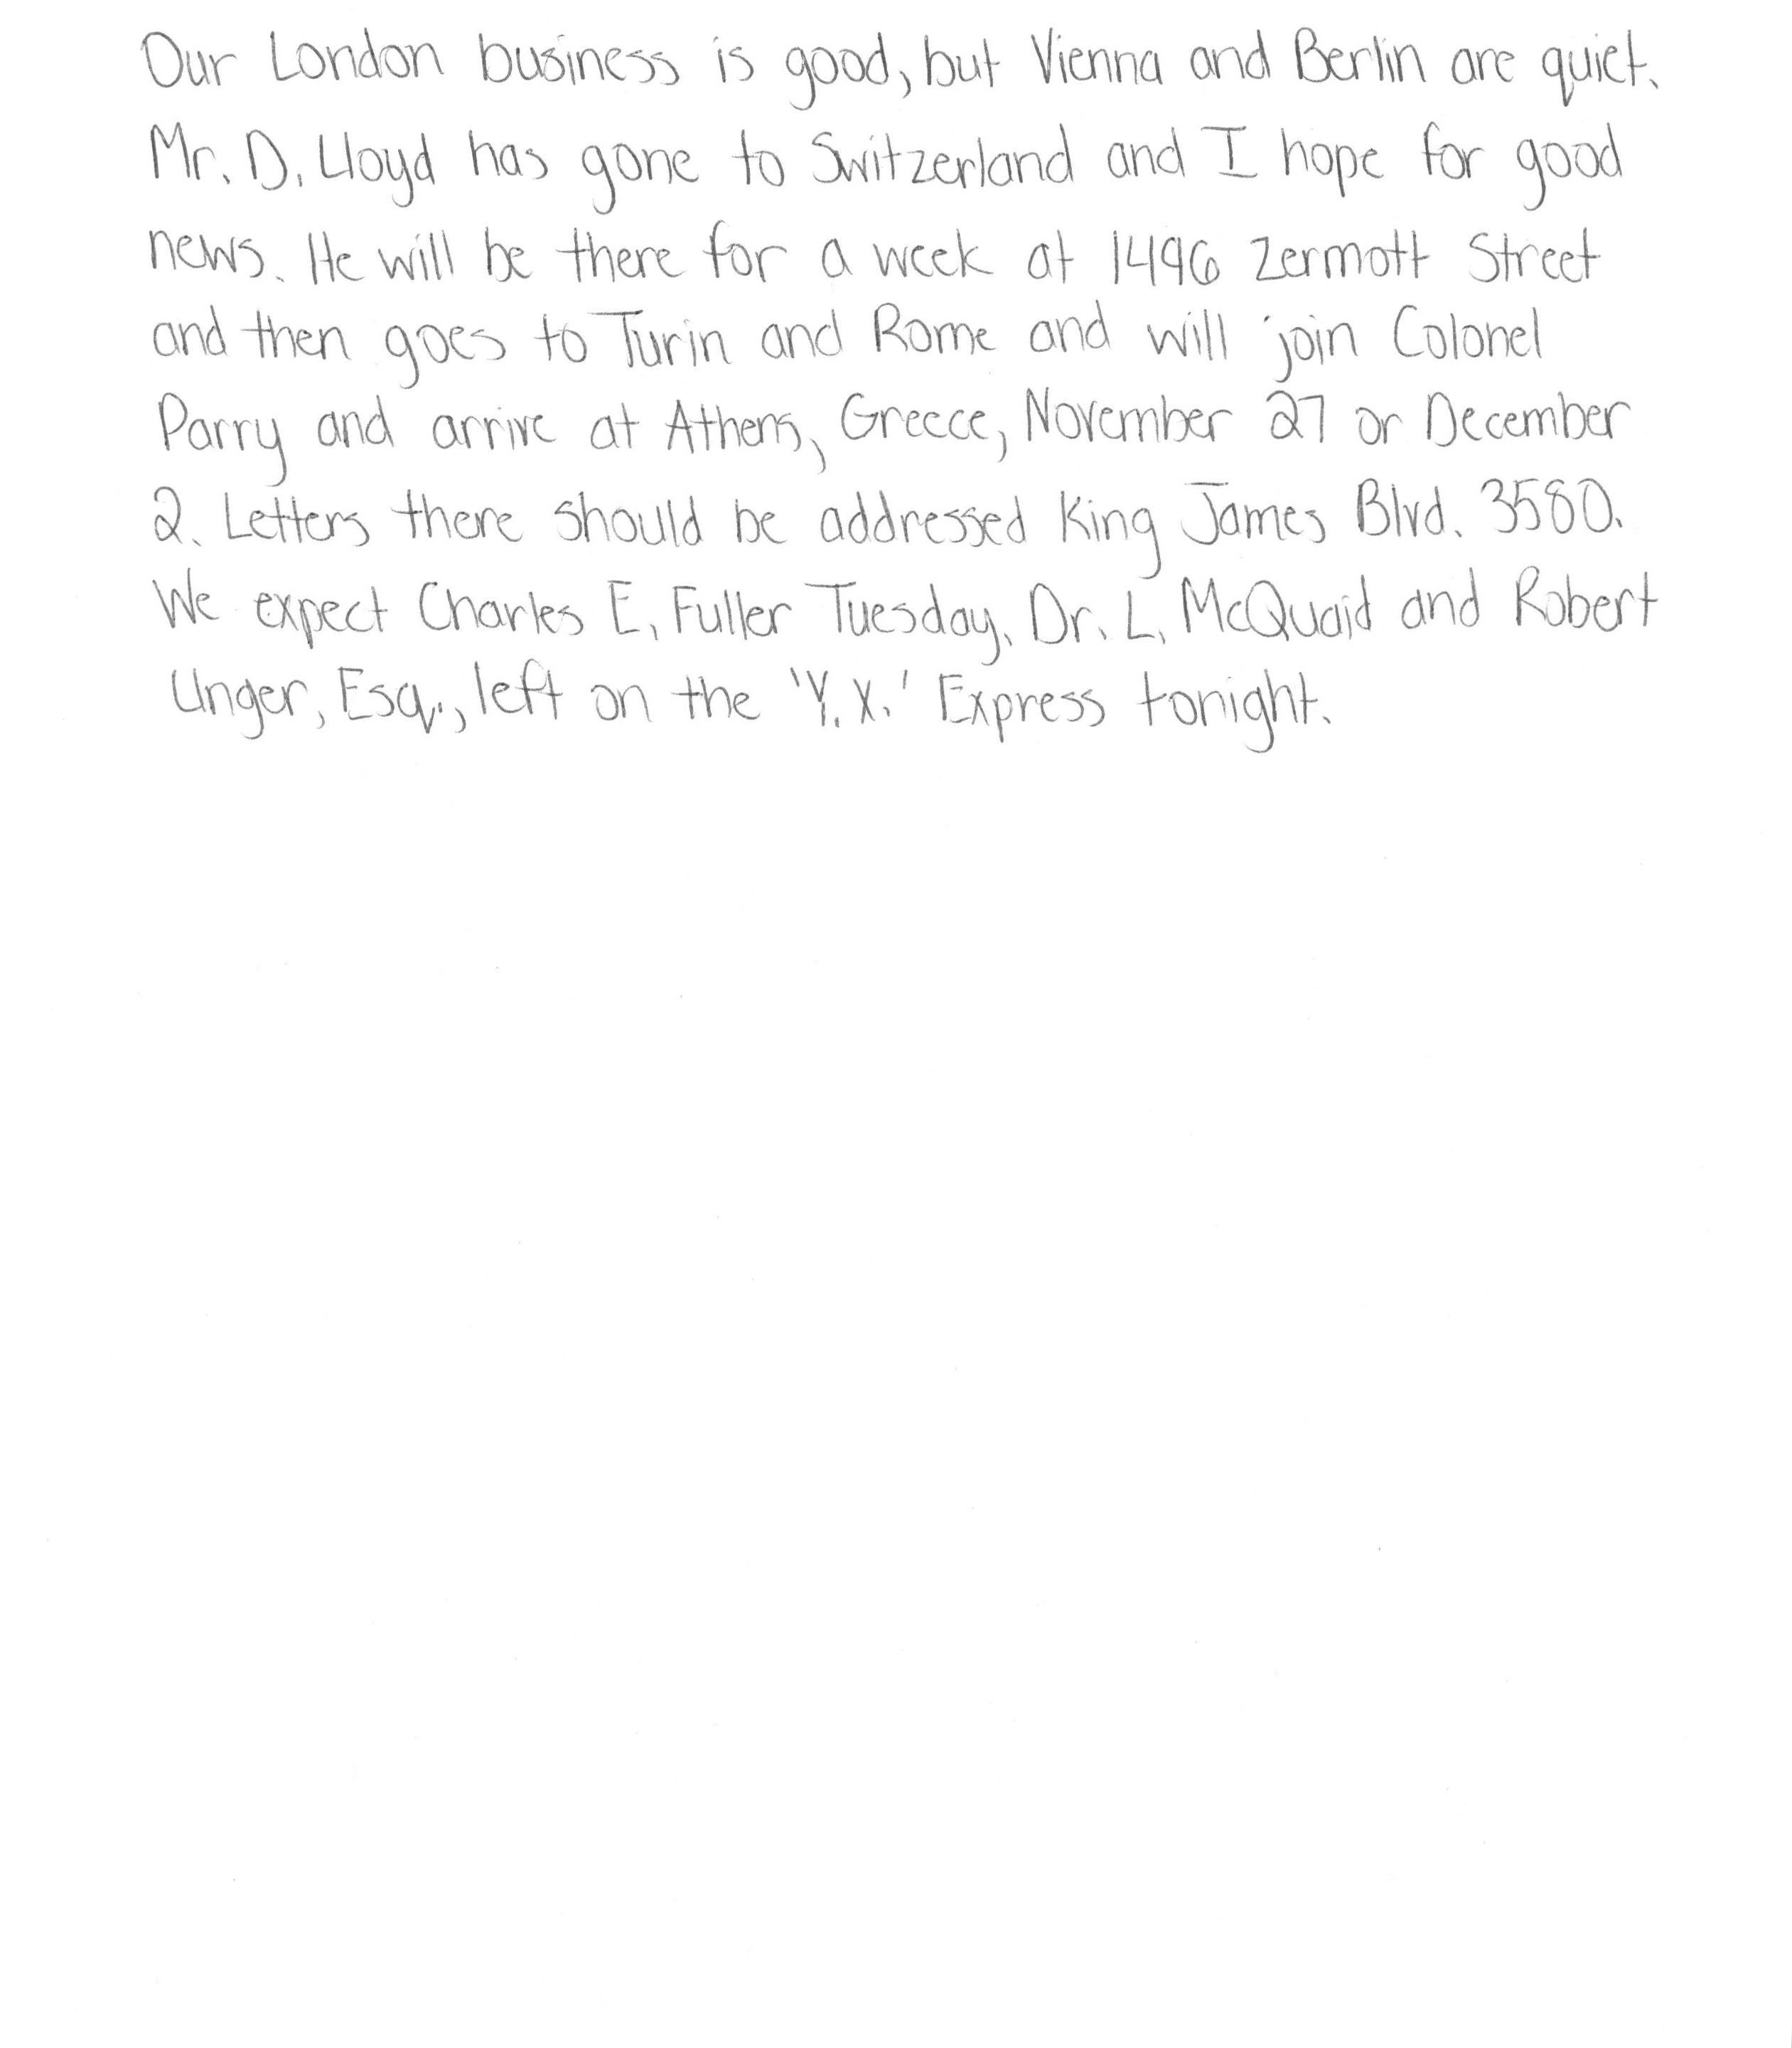 Our London business is good, but Vienna and Berlin are quiet.
Mr. D. Lloyd has gone to Switzerland and I hope for good
news. He will be there for a week at 1496 Zermott Street
and then goes to Turin and Rome and will join Colonel
Parry and arrive at Athens, Greece, November 27 or December
2. Letters there should be addressed King James Blvd. 3580.
We expect Charles E. Fuller Tuesday. Dr. L. McQuaid and Robert
Unger, Esq., left on the 'Y.X.' Express tonight.